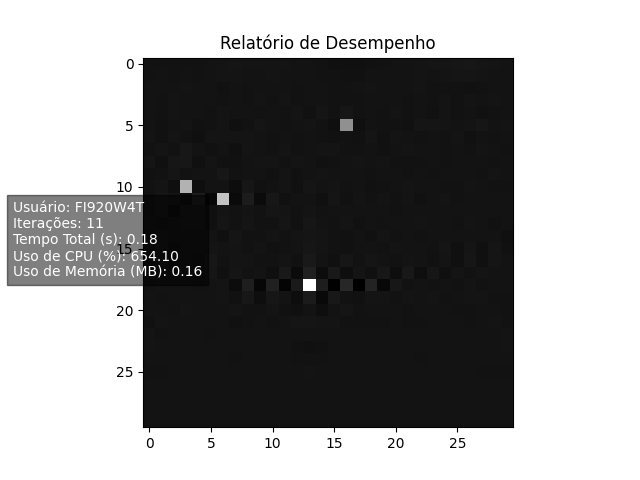 Relatório de Desempenho
0
5
10
15
20
25
Usuário: FI920W4T
Iterações: 11
Tempo Total (s): 0.18
Uso de CPU (%): 654.10
Uso de Memória (MB): 0.16
0 5 10 15 20 25